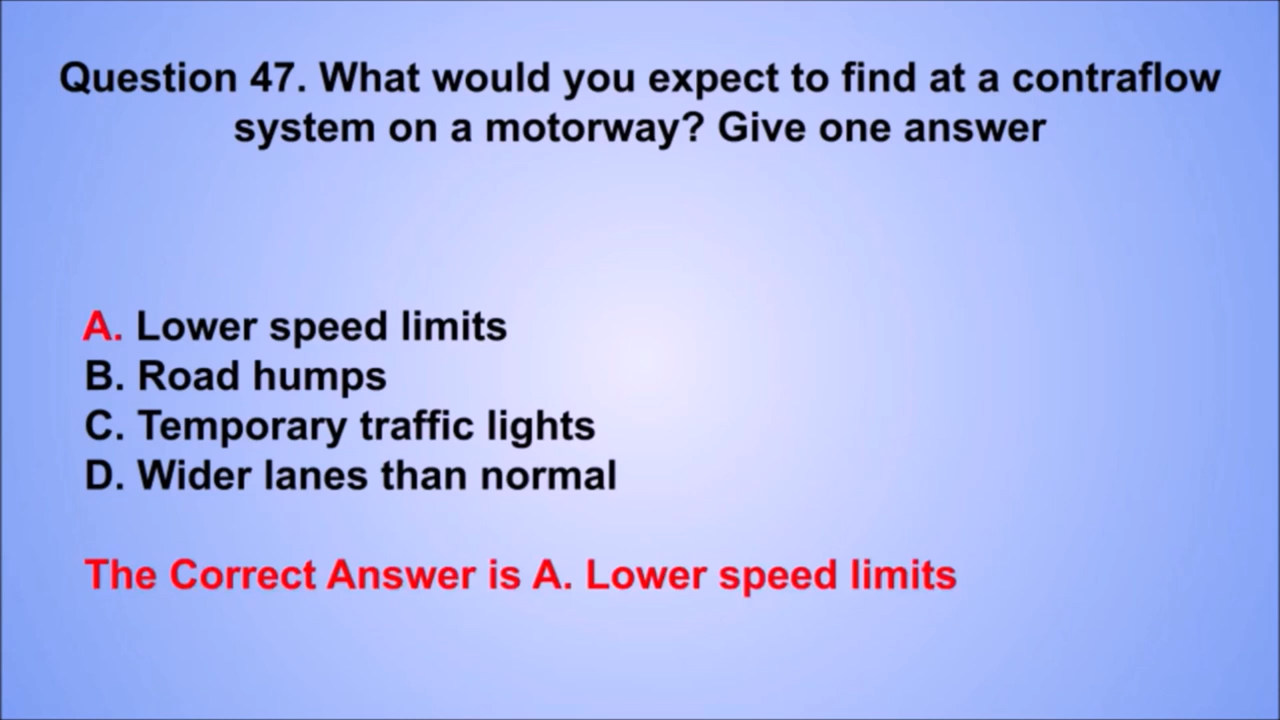 Question 47. What would you expect to find at a contraflow
system on a motorway? Give one answer
A. Lower speed limits
B. Road humps
C. Temporary traffic lights
D. Wider lanes than normal
The Correct Answer is A. Lower speed limits